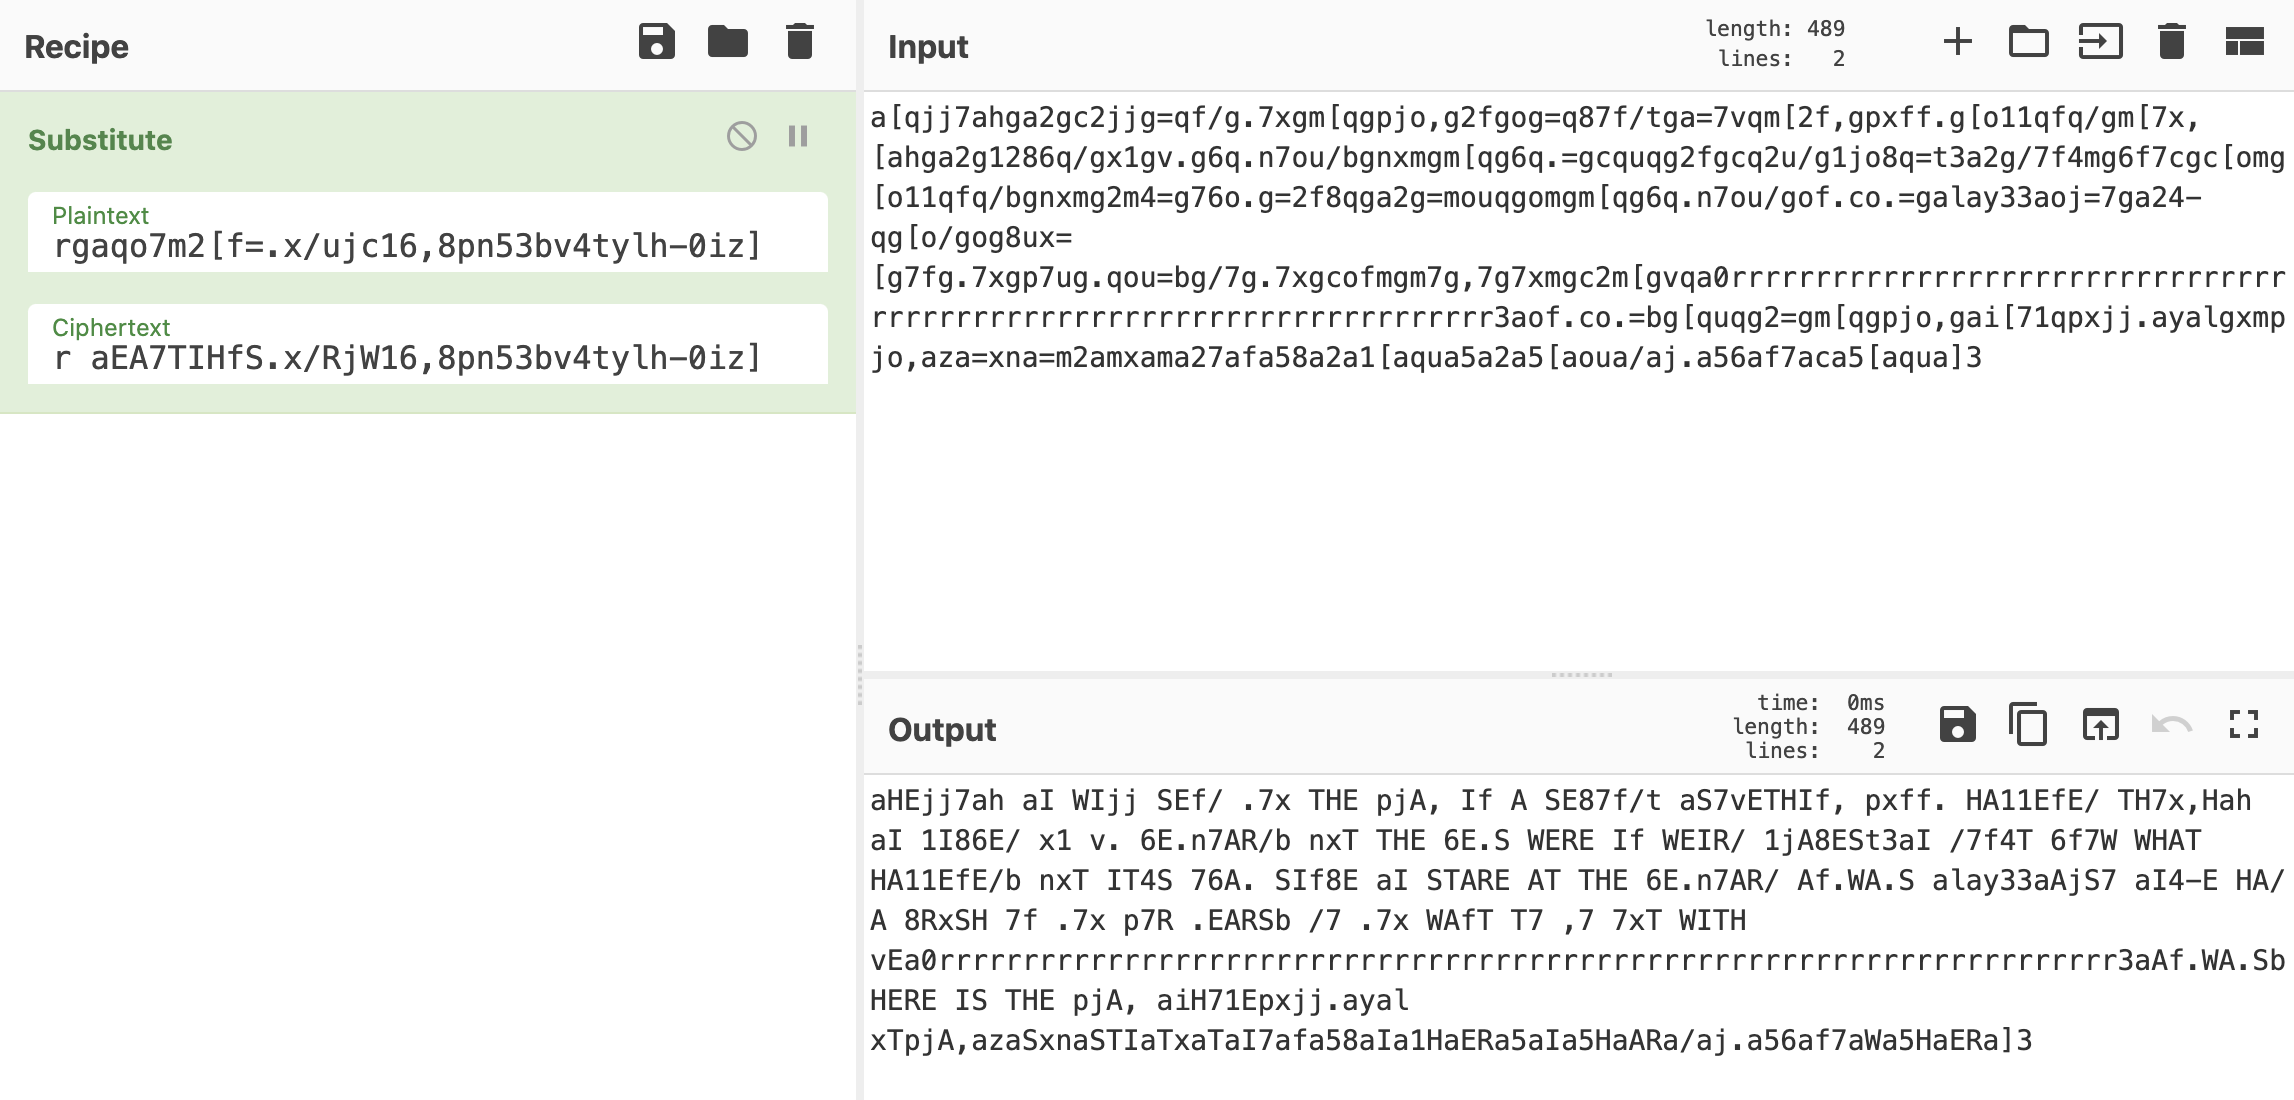 Recipe
Substitute
Plaintext
rgaqo7m2[f=.x/ujc16,8pn53bv4tylh-0iz]
Ciphertext
r aEA7TIHfS.x/RjW16,8pn53bv4tylh-0iz]
Input
length: 489
lines: 2
a[qjj7ahga2gc2jjg=qf/g.7xgm[qgpjo,g2fgog=q87f/tga=7vqm[2f,gpxff.g[o11qfq/gm[7x,
[ahga2g1286q/gx1gv.g6q.n7ou/bgnxmgm[qg6q.=gcquqg2fgcq2u/g1jo8q=t3a2g/7f4mg6f7cgc[omg
[o11qfq/bgnxmg2m4=g76o.g=2f8qga2g=mouqgomgm[qg6q.n7ou/gof.co.=galay33aoj=7ga24-
qg[o/gog8ux=
[g7fg.7xgp7ug.qou=bg/7g.7xgcofmgm7g,7g7xmgc2m[gvqa0rrrrrrrrrrrrrrrrrrrrrrrrrrrrrrrrr
rrrrrrrrrrrrrrrrrrrrrrrrrrrrrrrrrrrrr3aof.co.=bg[quqg2=gm[qgpjo,gai[71qpxjj.ayalgxmp
jo,aza=xna=m2amxama27afa58a2a1[aqua5a2a5[aoua/aj.a56af7aca5[aqua]3
Output
time: 0ms
length: 489
lines: 2
aHEjj7ah aI WIjj SEf/ .7x THE pjA, If A SE87f/t aS7vETHIf, pxff. HA11EfE/ TH7x,Hah
aI 1I86E/ x1 v. 6E.n7AR/b nxT THE 6E.S WERE If WEIR/ 1jA8ESt3aI /7f4T 6f7W WHAT
HA11EfE/b nxT IT4S 76A. SIf8E aI STARE AT THE 6E.n7AR/ Af.WA.S alay33aAjS7 aI4-E HA/
A 8RxSH 7f .7x p7R .EARSb /7 .7x WAfT T7 ,7 7xT WITH
vEa0rrrrrrrrrrrrrrrrrrrrrrrrrrrrrrrrrrrrrrrrrrrrrrrrrrrrrrrrrrrrrrrrrrrrrr3aAf.WA.Sb
HERE IS THE pjA, aiH71Epxjj.ayal
xTpjA,azaSxnaSTIaTxaTaI7afa58aIa1HaERa5aIa5HaARa/aj.a56af7aWa5HaERa]3